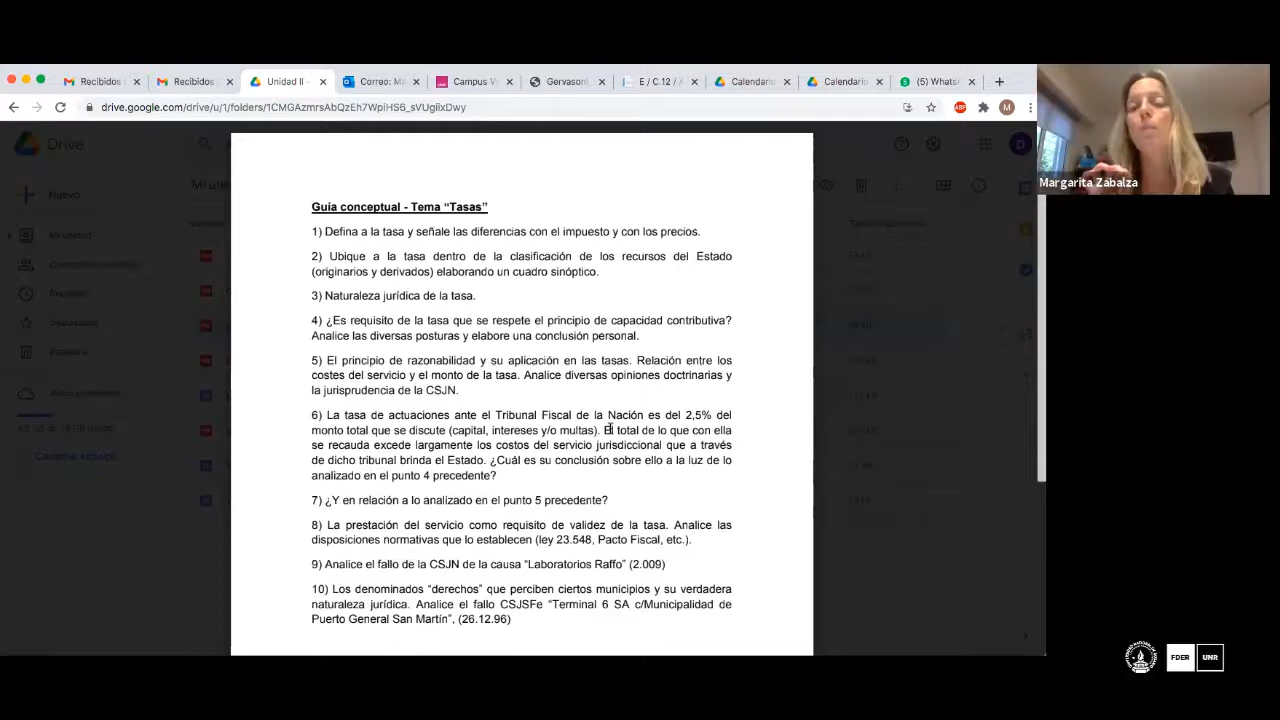 Recibidos
Recibidos
Unidad II -
Correo: Ma
Campus V
GervasonE
E / C.12 / A
Calendario
Calendario
(5) WhatsA
drive.google.com/drive/u/1/folders/1CMGAzmrsAbQzEh7WpiHS6_sVUgiixDwy
ABP
M
Margarita Zabalza
Drive
D
Nuevo
Mi unidad
Guía conceptual - Tema “Tasas”
1) Defina a la tasa y señale las diferencias con el impuesto y con los precios.
2) Ubique a la tasa dentro de la clasificación de los recursos del Estado
(originarios y derivados) elaborando un cuadro sinóptico.
3) Naturaleza jurídica de la tasa.
4) ¿Es requisito de la tasa que se respete el principio de capacidad contributiva?
Analice las diversas posturas y elabore una conclusión personal.
5) El principio de razonabilidad y su aplicación en las tasas. Relación entre los
costes del servicio y el monto de la tasa. Analice diversas opiniones doctrinarias y
la jurisprudencia de la CSJN.
6) La tasa de actuaciones ante el Tribunal Fiscal de la Nación es del 2,5% del
monto total que se discute (capital, intereses y/o multas). El total de lo que con ella
se recauda excede largamente los costos del servicio jurisdiccional que a través
de dicho tribunal brinda el Estado. ¿Cuál es su conclusión sobre ello a la luz de lo
analizado en el punto 4 precedente?
7) ¿Y en relación a lo analizado en el punto 5 precedente?
8) La prestación del servicio como requisito de validez de la tasa. Analice las
disposiciones normativas que lo establecen (ley 23.548, Pacto Fiscal, etc.).
9) Analice el fallo de la CSJN de la causa “Laboratorios Raffo” (2.009)
10) Los denominados “derechos” que perciben ciertos municipios y su verdadera
naturaleza jurídica. Analice el fallo CSJSFe “Terminal 6 SA c/Municipalidad de
Puerto General San Martín”, (26.12.96)
FDER
UNR